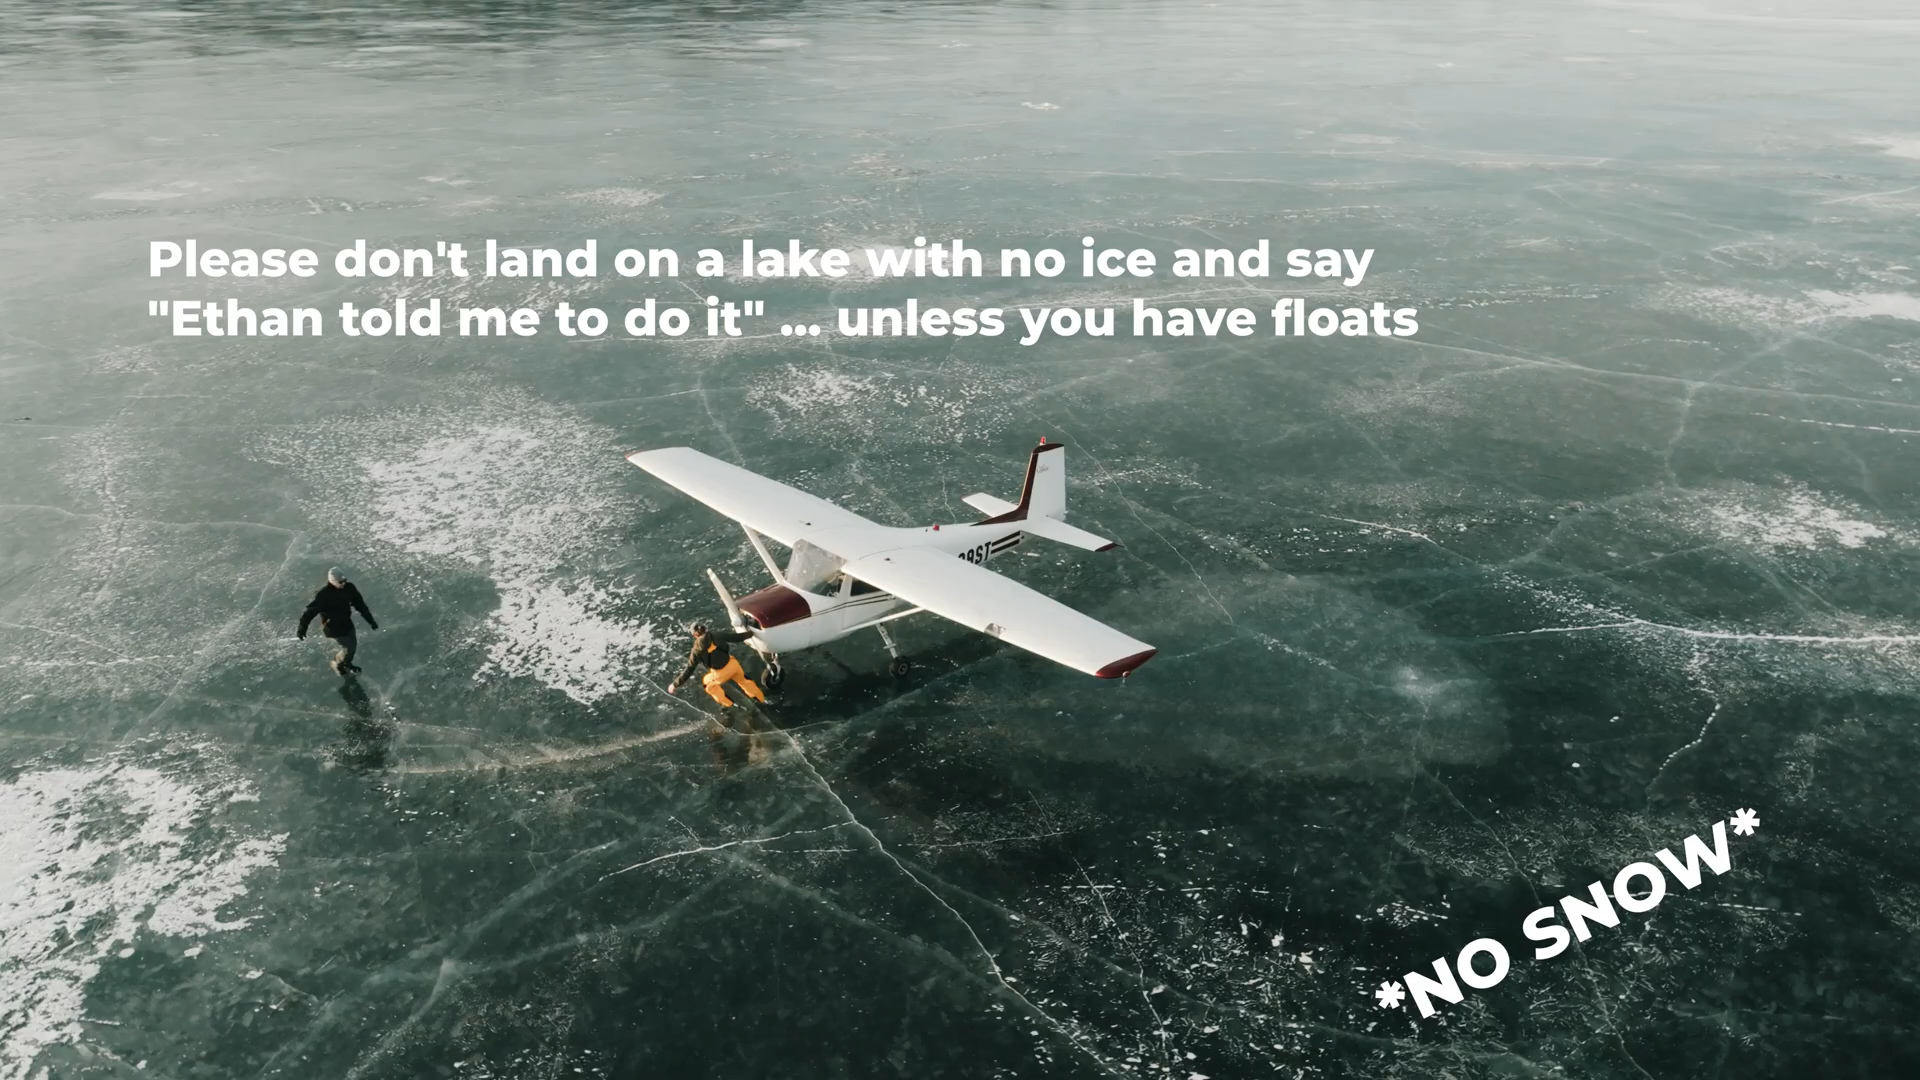 Please don't land on a lake with no ice and say
"Ethan told me to do it" ... unless you have floats
*NO SNOW*